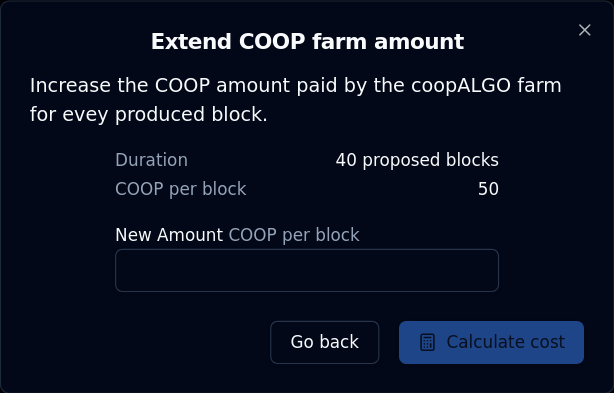 Extend COOP farm amount
Increase the COOP amount paid by the coopALGO farm
for evey produced block.
Duration 40 proposed blocks
COOP per block 50
New Amount COOP per block
Go back Calculate cost